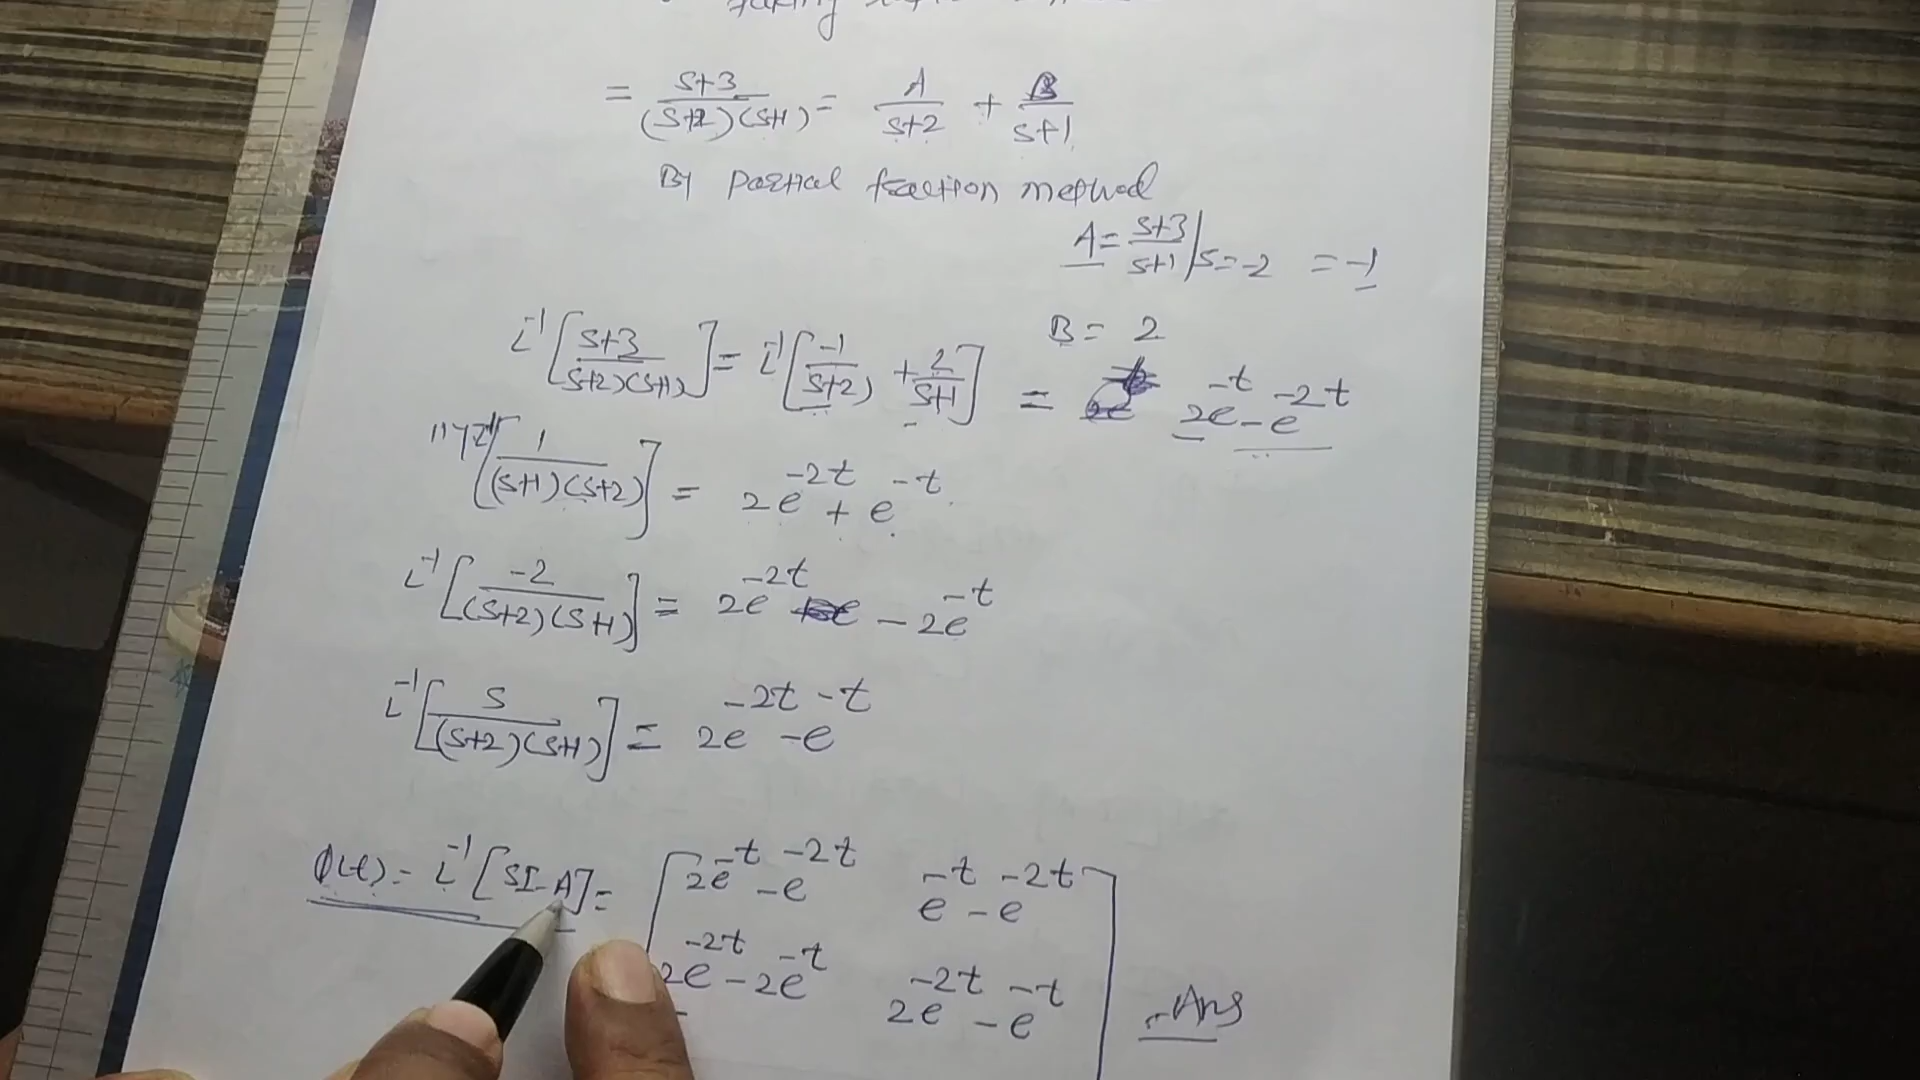 taking
= s+3/(s+2)(s+1) = A/s+2 + B/s+1
By Partial fraction method
A = s+3/s+1 | s=-2 = -1
B = 2
L⁻¹[s+3/(s+2)(s+1)] = L⁻¹[-1/s+2) + 2/s+1] = 2e^-t - e^-2t
111ly L⁻¹[1/(s+1)(s+2)] = 2e^-2t + e^-t
L⁻¹[-2/(s+2)(s+1)] = 2e^-2t - 2e^-t
L⁻¹[s/(s+2)(s+1)] = 2e^-2t - e^-t
φ(t) = L⁻¹[SI-A] = [2e^-t - e^-2t e^-t - e^-2t
2e^-2t - 2e^-t 2e^-2t - e^-t] Ans